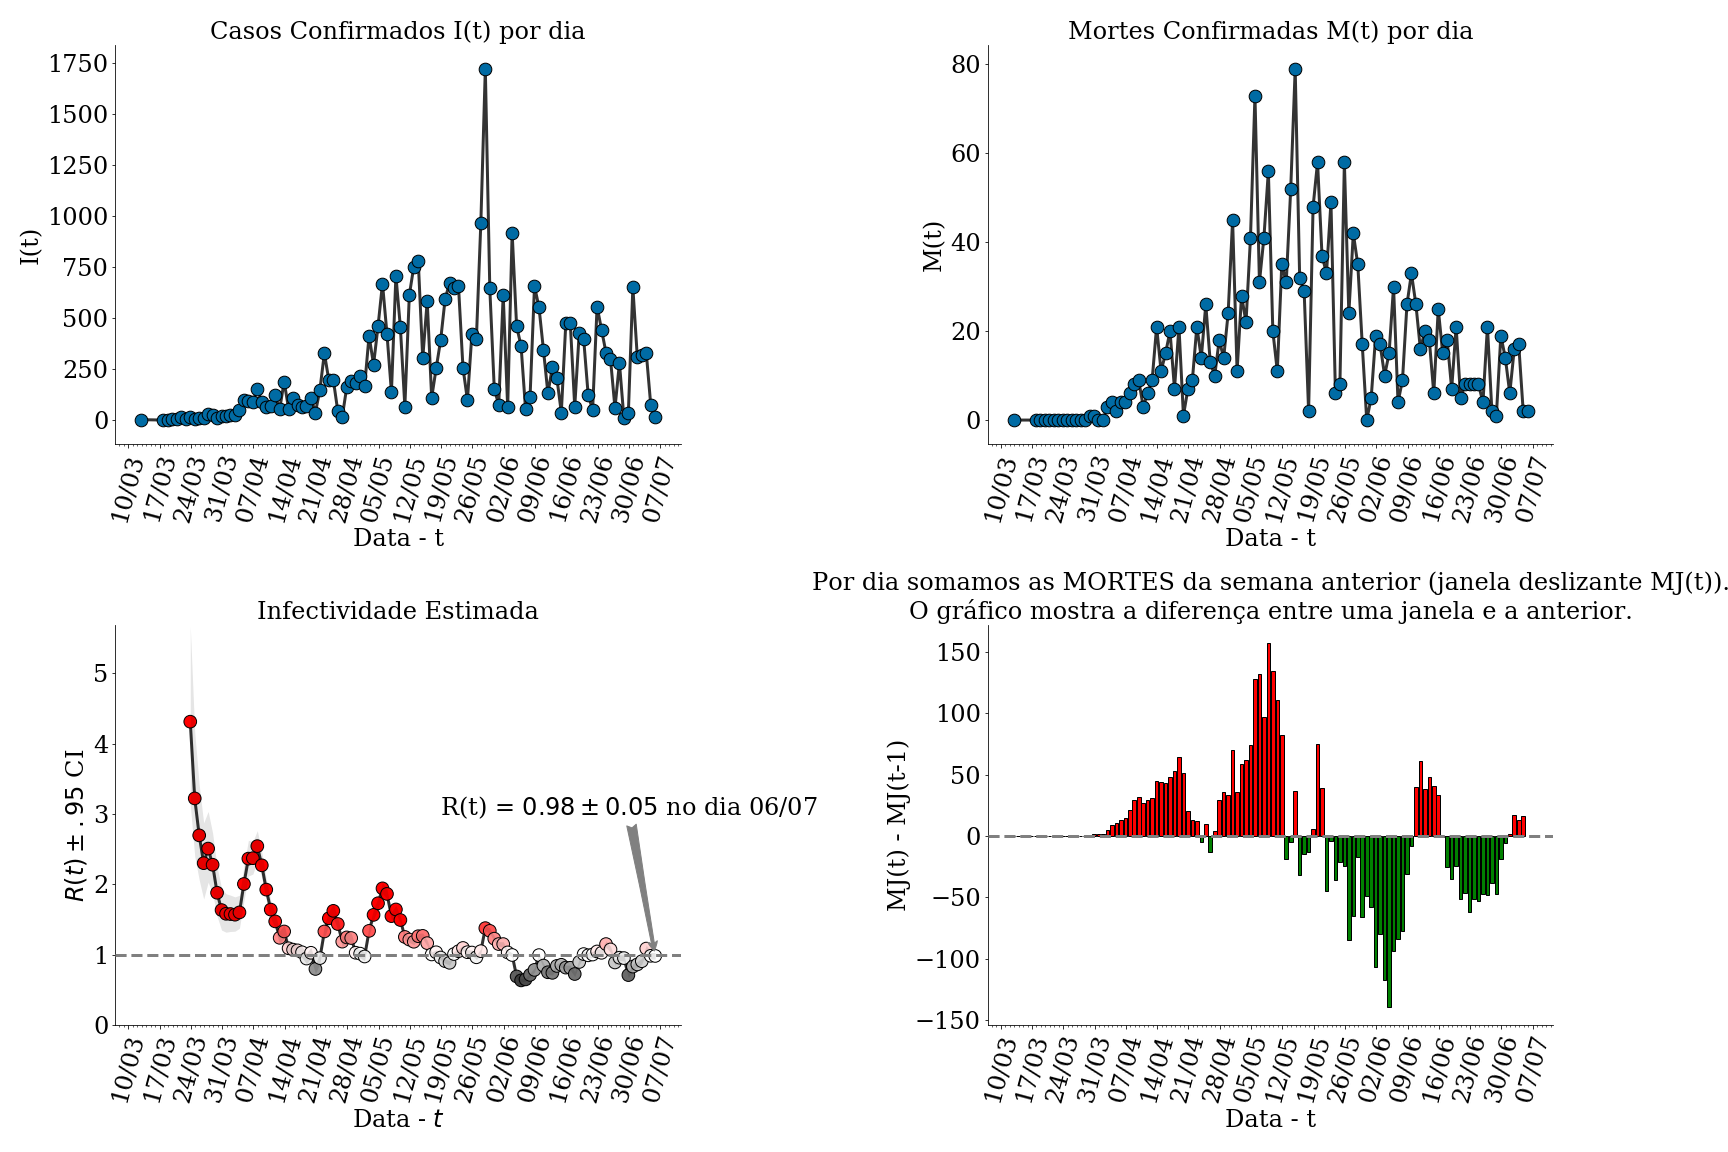 Casos Confirmados I(t) por dia
I(t)
1750
1500
1250
1000
750
500
250
0
10/03 17/03 24/03 31/03 07/04 14/04 21/04 28/04 05/05 12/05 19/05 26/05 02/06 09/06 16/06 23/06 30/06 07/07
Data - t
Mortes Confirmadas M(t) por dia
M(t)
80
60
40
20
0
10/03 17/03 24/03 31/03 07/04 14/04 21/04 28/04 05/05 12/05 19/05 26/05 02/06 09/06 16/06 23/06 30/06 07/07
Data - t
Infectividade Estimada
R(t) ± .95 CI
5
4
3
2
1
0
R(t) = 0.98 ± 0.05 no dia 06/07
10/03 17/03 24/03 31/03 07/04 14/04 21/04 28/04 05/05 12/05 19/05 26/05 02/06 09/06 16/06 23/06 30/06 07/07
Data - t
Por dia somamos as MORTES da semana anterior (janela deslizante MJ(t)).
O gráfico mostra a diferença entre uma janela e a anterior.
MJ(t) - MJ(t-1)
150
100
50
0
−50
−100
−150
10/03 17/03 24/03 31/03 07/04 14/04 21/04 28/04 05/05 12/05 19/05 26/05 02/06 09/06 16/06 23/06 30/06 07/07
Data - t